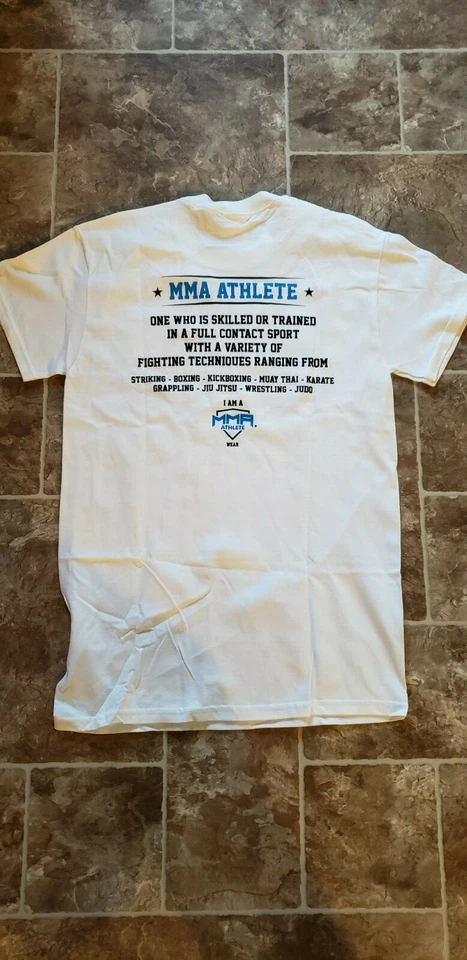 ★ MMA ATHLETE ★
ONE WHO IS SKILLED OR TRAINED
IN A FULL CONTACT SPORT
WITH A VARIETY OF
FIGHTING TECHNIQUES RANGING FROM
STRIKING - BOXING - KICKBOXING - MUAY THAI - KARATE
GRAPPLING - JIU JITSU - WRESTLING - JUDO
I AM A
MMA
ATHLETE
WEAR